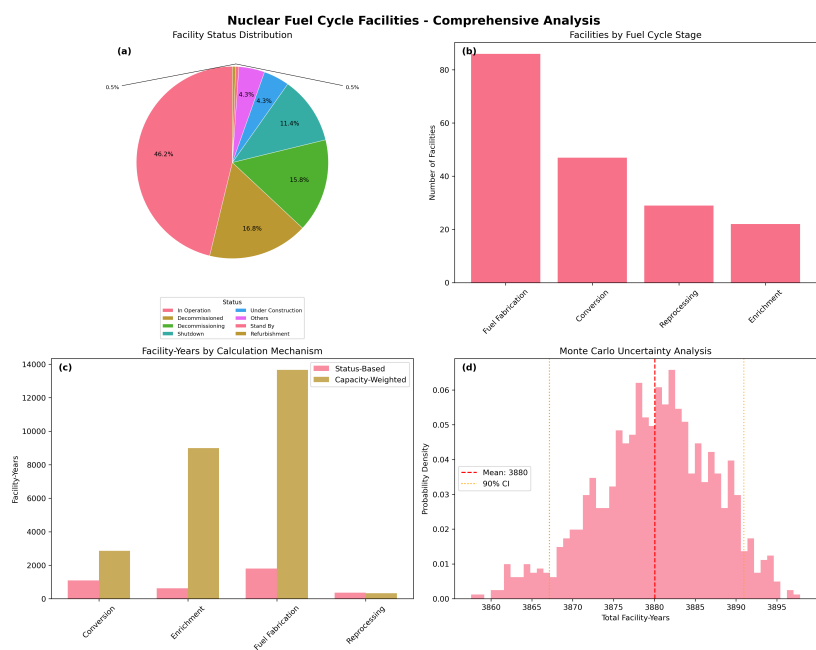 Nuclear Fuel Cycle Facilities - Comprehensive Analysis
Facility Status Distribution
(a)
0.5%
0.5%
4.3%
4.3%
11.4%
46.2%
15.8%
16.8%
Status
In Operation
Decommissioned
Decommissioning
Shutdown
Under Construction
Others
Stand By
Refurbishment
Facilities by Fuel Cycle Stage
(b)
Number of Facilities
80
60
40
20
0
Fuel Fabrication
Conversion
Reprocessing
Enrichment
Facility-Years by Calculation Mechanism
(c)
Status-Based
Capacity-Weighted
Facility-Years
14000
12000
10000
8000
6000
4000
2000
0
Conversion
Enrichment
Fuel Fabrication
Reprocessing
Monte Carlo Uncertainty Analysis
(d)
Mean: 3880
90% CI
Probability Density
0.06
0.05
0.04
0.03
0.02
0.01
0.00
3860 3865 3870 3875 3880 3885 3890 3895
Total Facility-Years